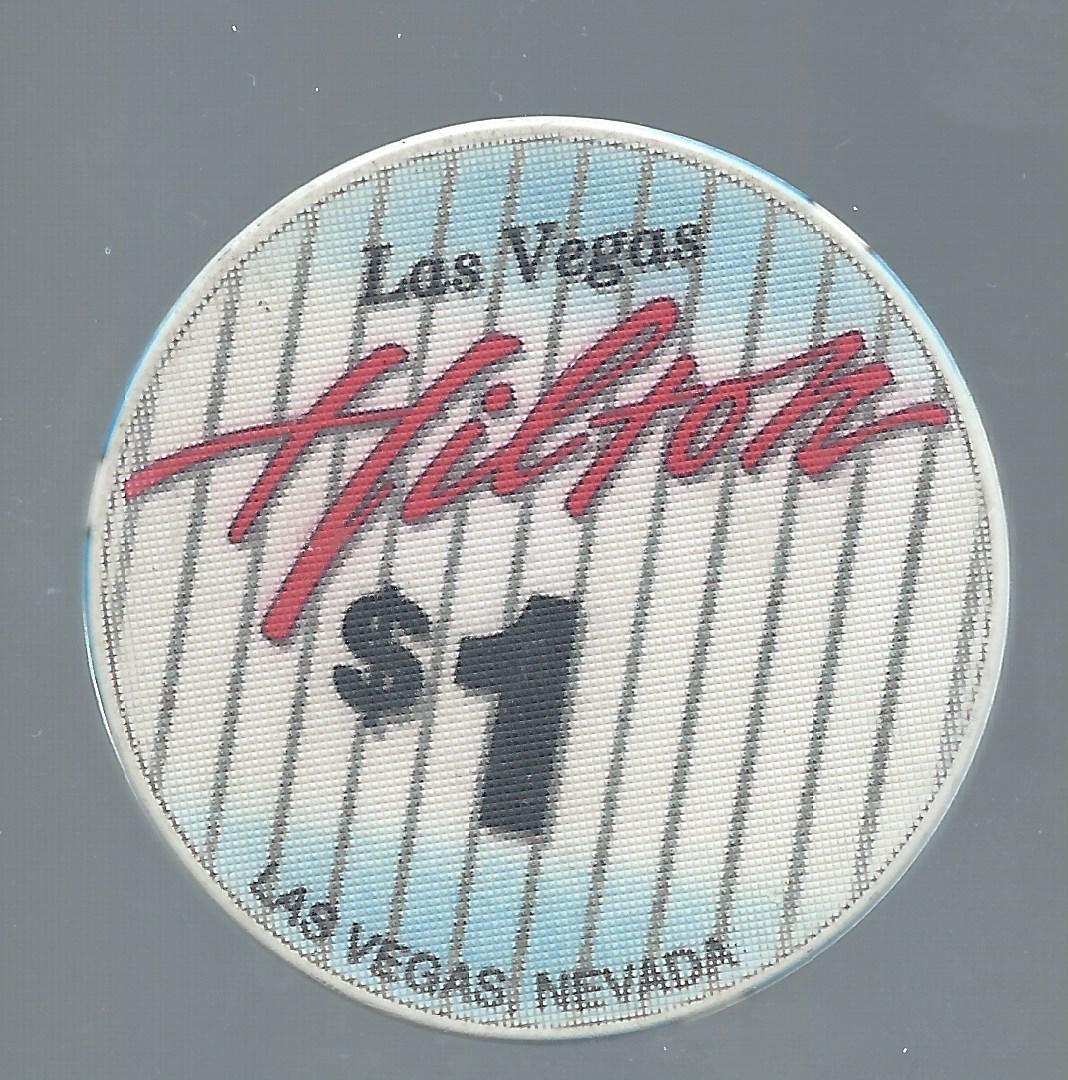 Las Vegas
Hilton
$1
LAS VEGAS, NEVADA